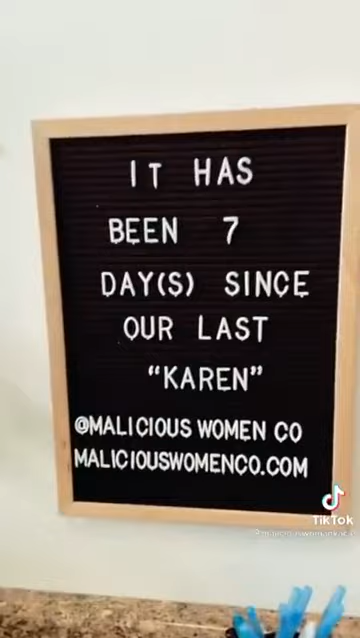 IT HAS
BEEN 7
DAY(S) SINCE
OUR LAST
"KAREN"
@MALICIOUS WOMEN CO
MALICIOUSWOMENCO.COM
TikTok